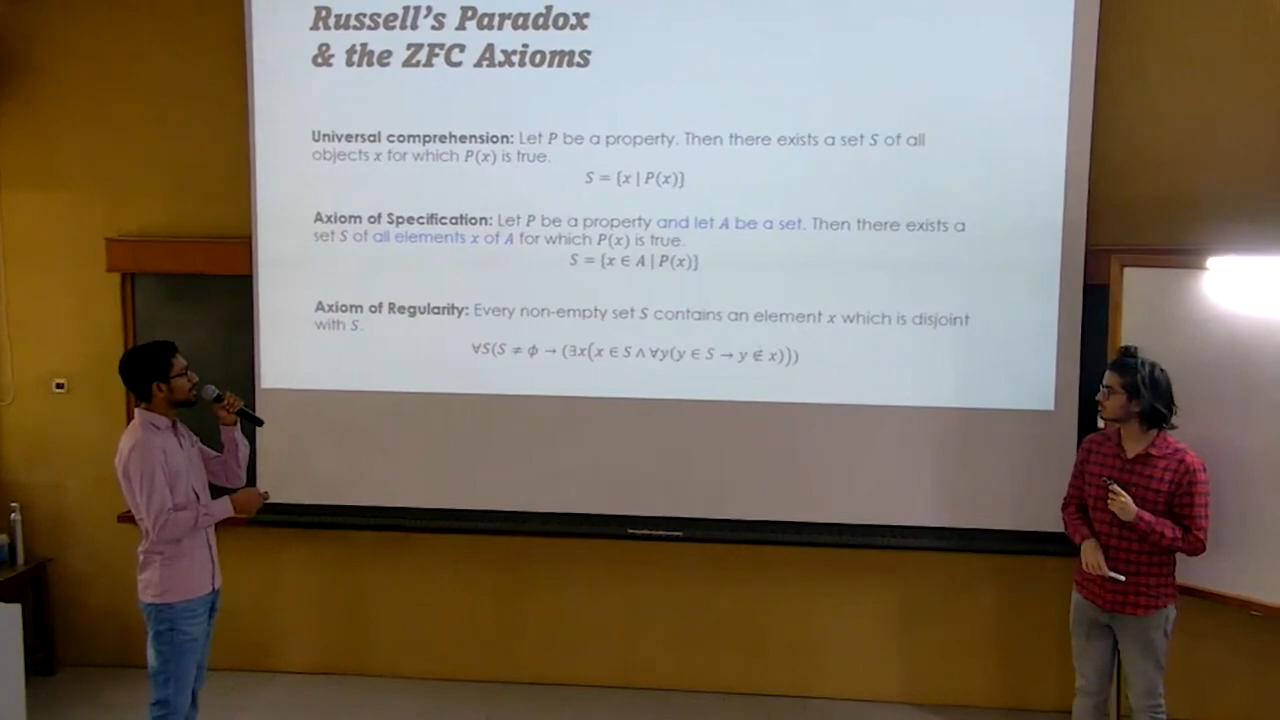 Russell's Paradox
& the ZFC Axioms
Universal comprehension: Let P be a property. Then there exists a set S of all
objects x for which P(x) is true.
S = {x | P(x)}
Axiom of Specification: Let P be a property and let A be a set. Then there exists a
set S of all elements x of A for which P(x) is true.
S = {x ∈ A | P(x)}
Axiom of Regularity: Every non-empty set S contains an element x which is disjoint
with S.
∀S(S ≠ ϕ → (∃x(x ∈ S ∧ ∀y(y ∈ S → y ∉ x)))